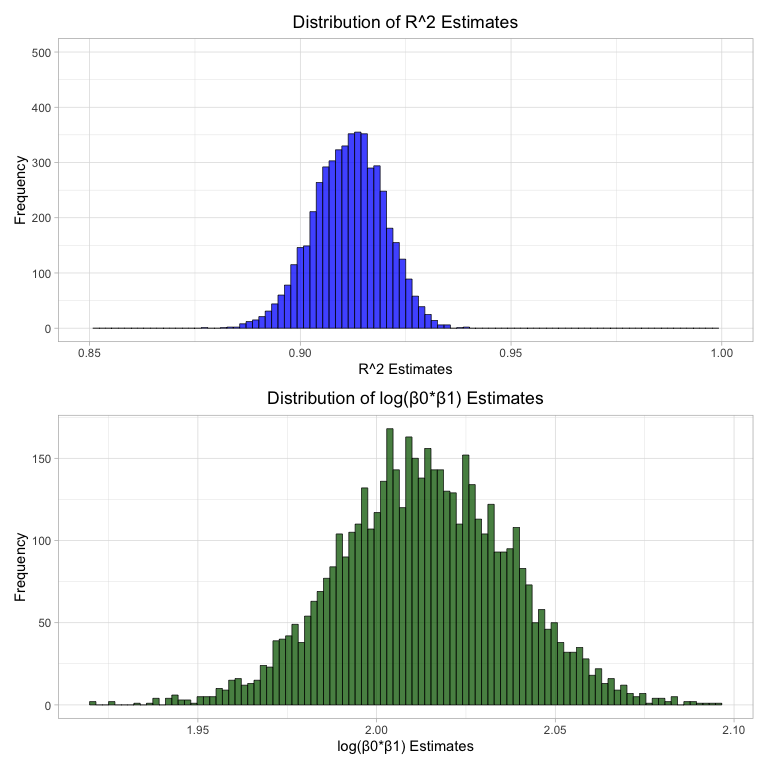 Distribution of R^2 Estimates
Frequency
500
400
300
200
100
0
0.85 0.90 0.95 1.00
R^2 Estimates
Distribution of log(β0*β1) Estimates
Frequency
150
100
50
0
1.95 2.00 2.05 2.10
log(β0*β1) Estimates